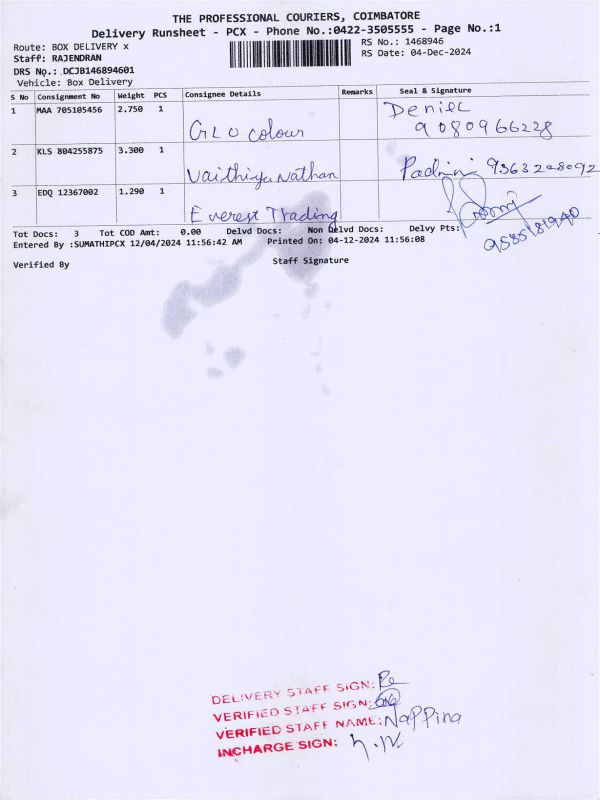 THE PROFESSIONAL COURIERS, COIMBATORE
Delivery Runsheet - PCX - Phone No.:0422-3505555 - Page No.:1
Route: BOX DELIVERY x
RS No.: 1468946
Staff: RAJENDRAN
RS Date: 04-Dec-2024
DRS No.: DCJB146894601
Vehicle: Box Delivery
S No Consignment No Weight PCS Consignee Details Remarks Seal & Signature
1 MAA 705105456 2.750 1 GLO colour Deniel
9080966228
2 KLS 804255875 3.300 1 Vaithiyanathan Padmini 9363228092
3 EDQ 12367002 1.290 1 Everest Trading
Tot Docs: 3 Tot COD Amt: 0.00 Delvd Docs: Non Delvd Docs: Delvy Pts:
Entered By :SUMATHIPCX 12/04/2024 11:56:42 AM Printed On: 04-12-2024 11:56:08
Verified By Staff Signature
DELIVERY STAFF SIGN:
VERIFIED STAFF SIGN:
VERIFIED STAFF NAME: Nappina
INCHARGE SIGN: